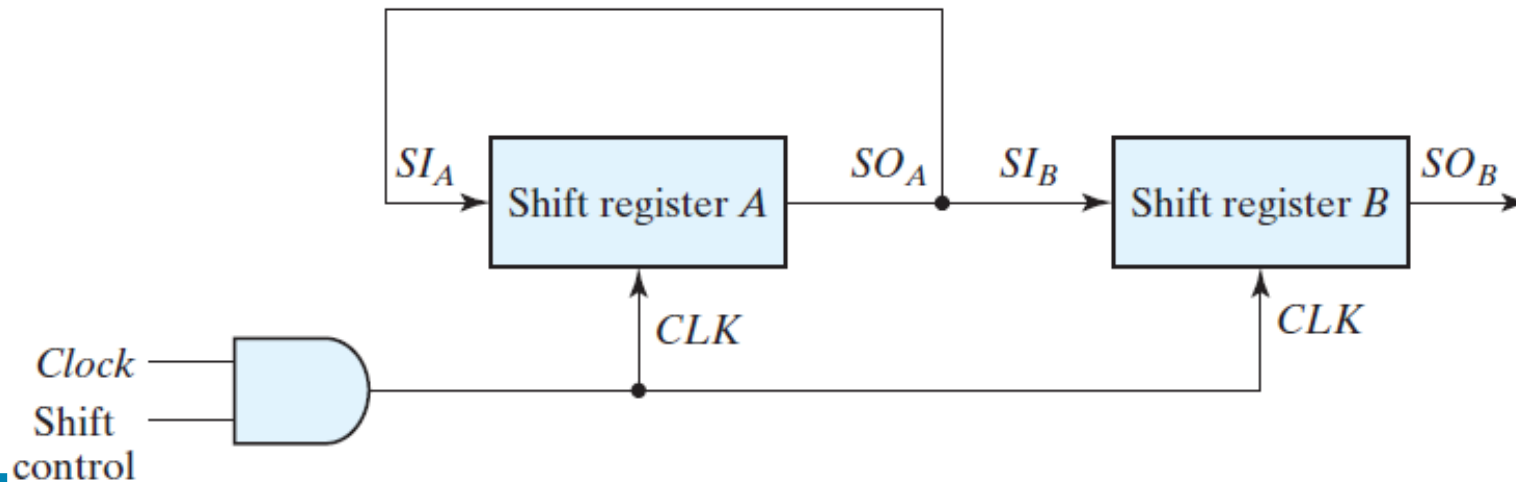 SI_A
Shift register A
SO_A
SI_B
Shift register B
SO_B
CLK
CLK
Clock
Shift
control